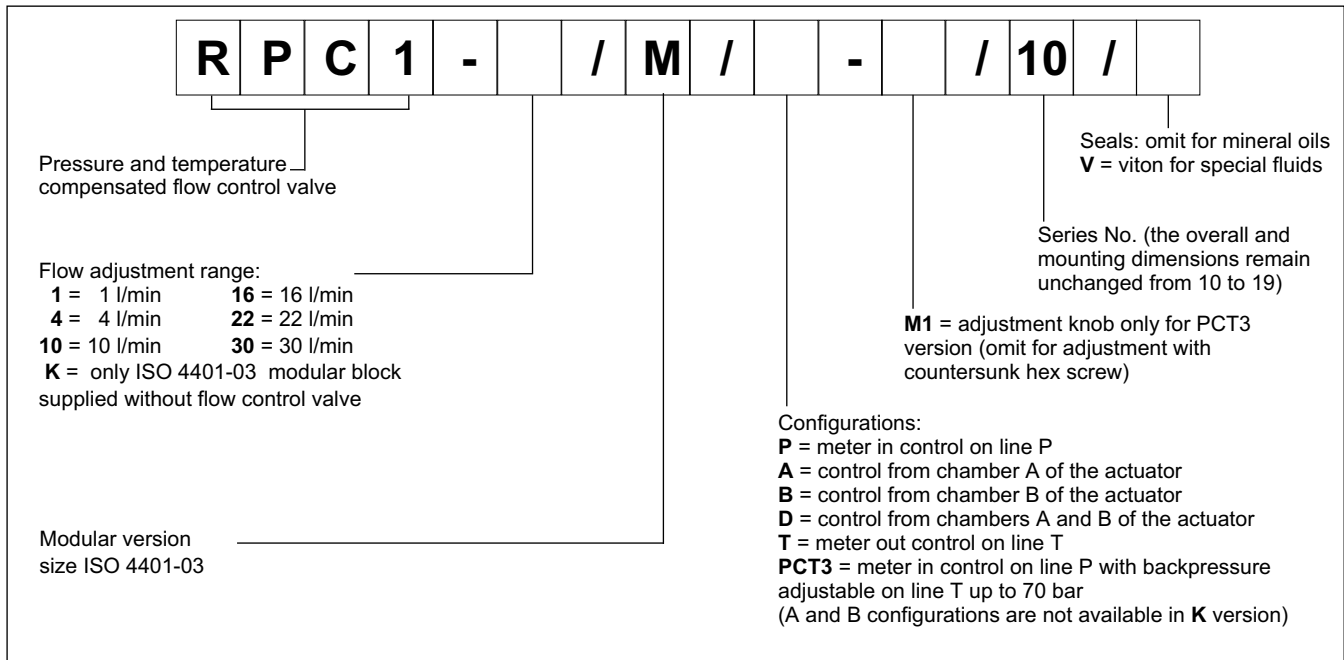 RPC1- / M / - / 10 /
Pressure and temperature
compensated flow control valve
Flow adjustment range:
1 = 1 l/min 16 = 16 l/min
4 = 4 l/min 22 = 22 l/min
10 = 10 l/min 30 = 30 l/min
K = only ISO 4401-03 modular block
supplied without flow control valve
Modular version
size ISO 4401-03
Seals: omit for mineral oils
V = viton for special fluids
Series No. (the overall and
mounting dimensions remain
unchanged from 10 to 19)
M1 = adjustment knob only for PCT3
version (omit for adjustment with
countersunk hex screw)
Configurations:
P = meter in control on line P
A = control from chamber A of the actuator
B = control from chamber B of the actuator
D = control from chambers A and B of the actuator
T = meter out control on line T
PCT3 = meter in control on line P with backpressure
adjustable on line T up to 70 bar
(A and B configurations are not available in K version)